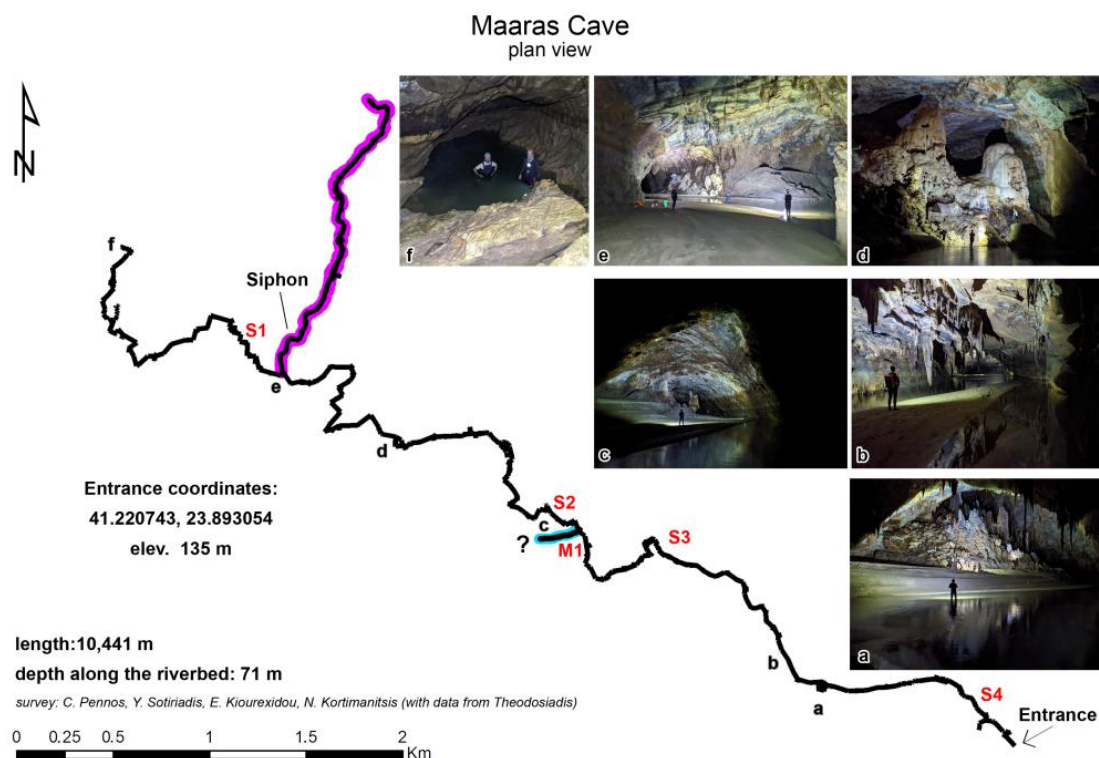 Maaras Cave
plan view
N
f
e
d
f
Siphon
S1
e
c
b
d
Entrance coordinates:
41.220743, 23.893054
elev. 135 m
S2
c
?
M1
S3
a
length:10,441 m
depth along the riverbed: 71 m
b
a
S4
Entrance
survey: C. Pennos, Y. Sotiriadis, E. Kiourexidou, N. Kortimanitsis (with data from Theodosiadis)
0 0.25 0.5 1 1.5 2
Km